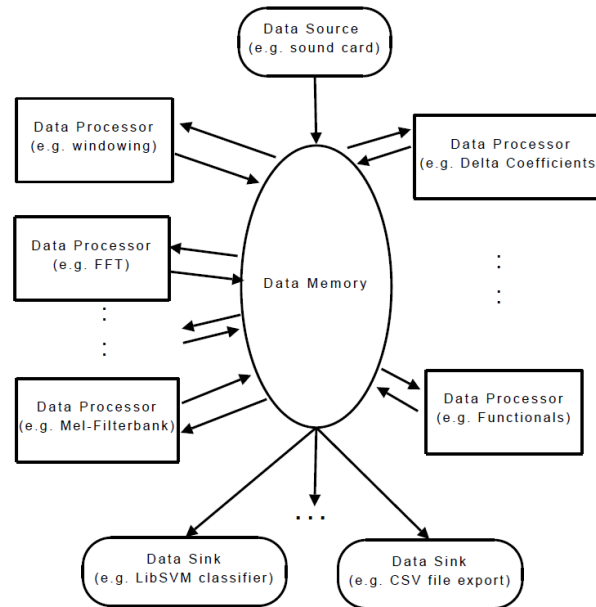 Data Source
(e.g. sound card)
Data Processor
(e.g. windowing)
Data Processor
(e.g. Delta Coefficients
Data Processor
(e.g. FFT)
Data Memory
:
:
:
:
Data Processor
(e.g. Mel-Filterbank)
Data Processor
(e.g. Functionals)
...
Data Sink
(e.g. LibSVM classifier)
Data Sink
(e.g. CSV file export)